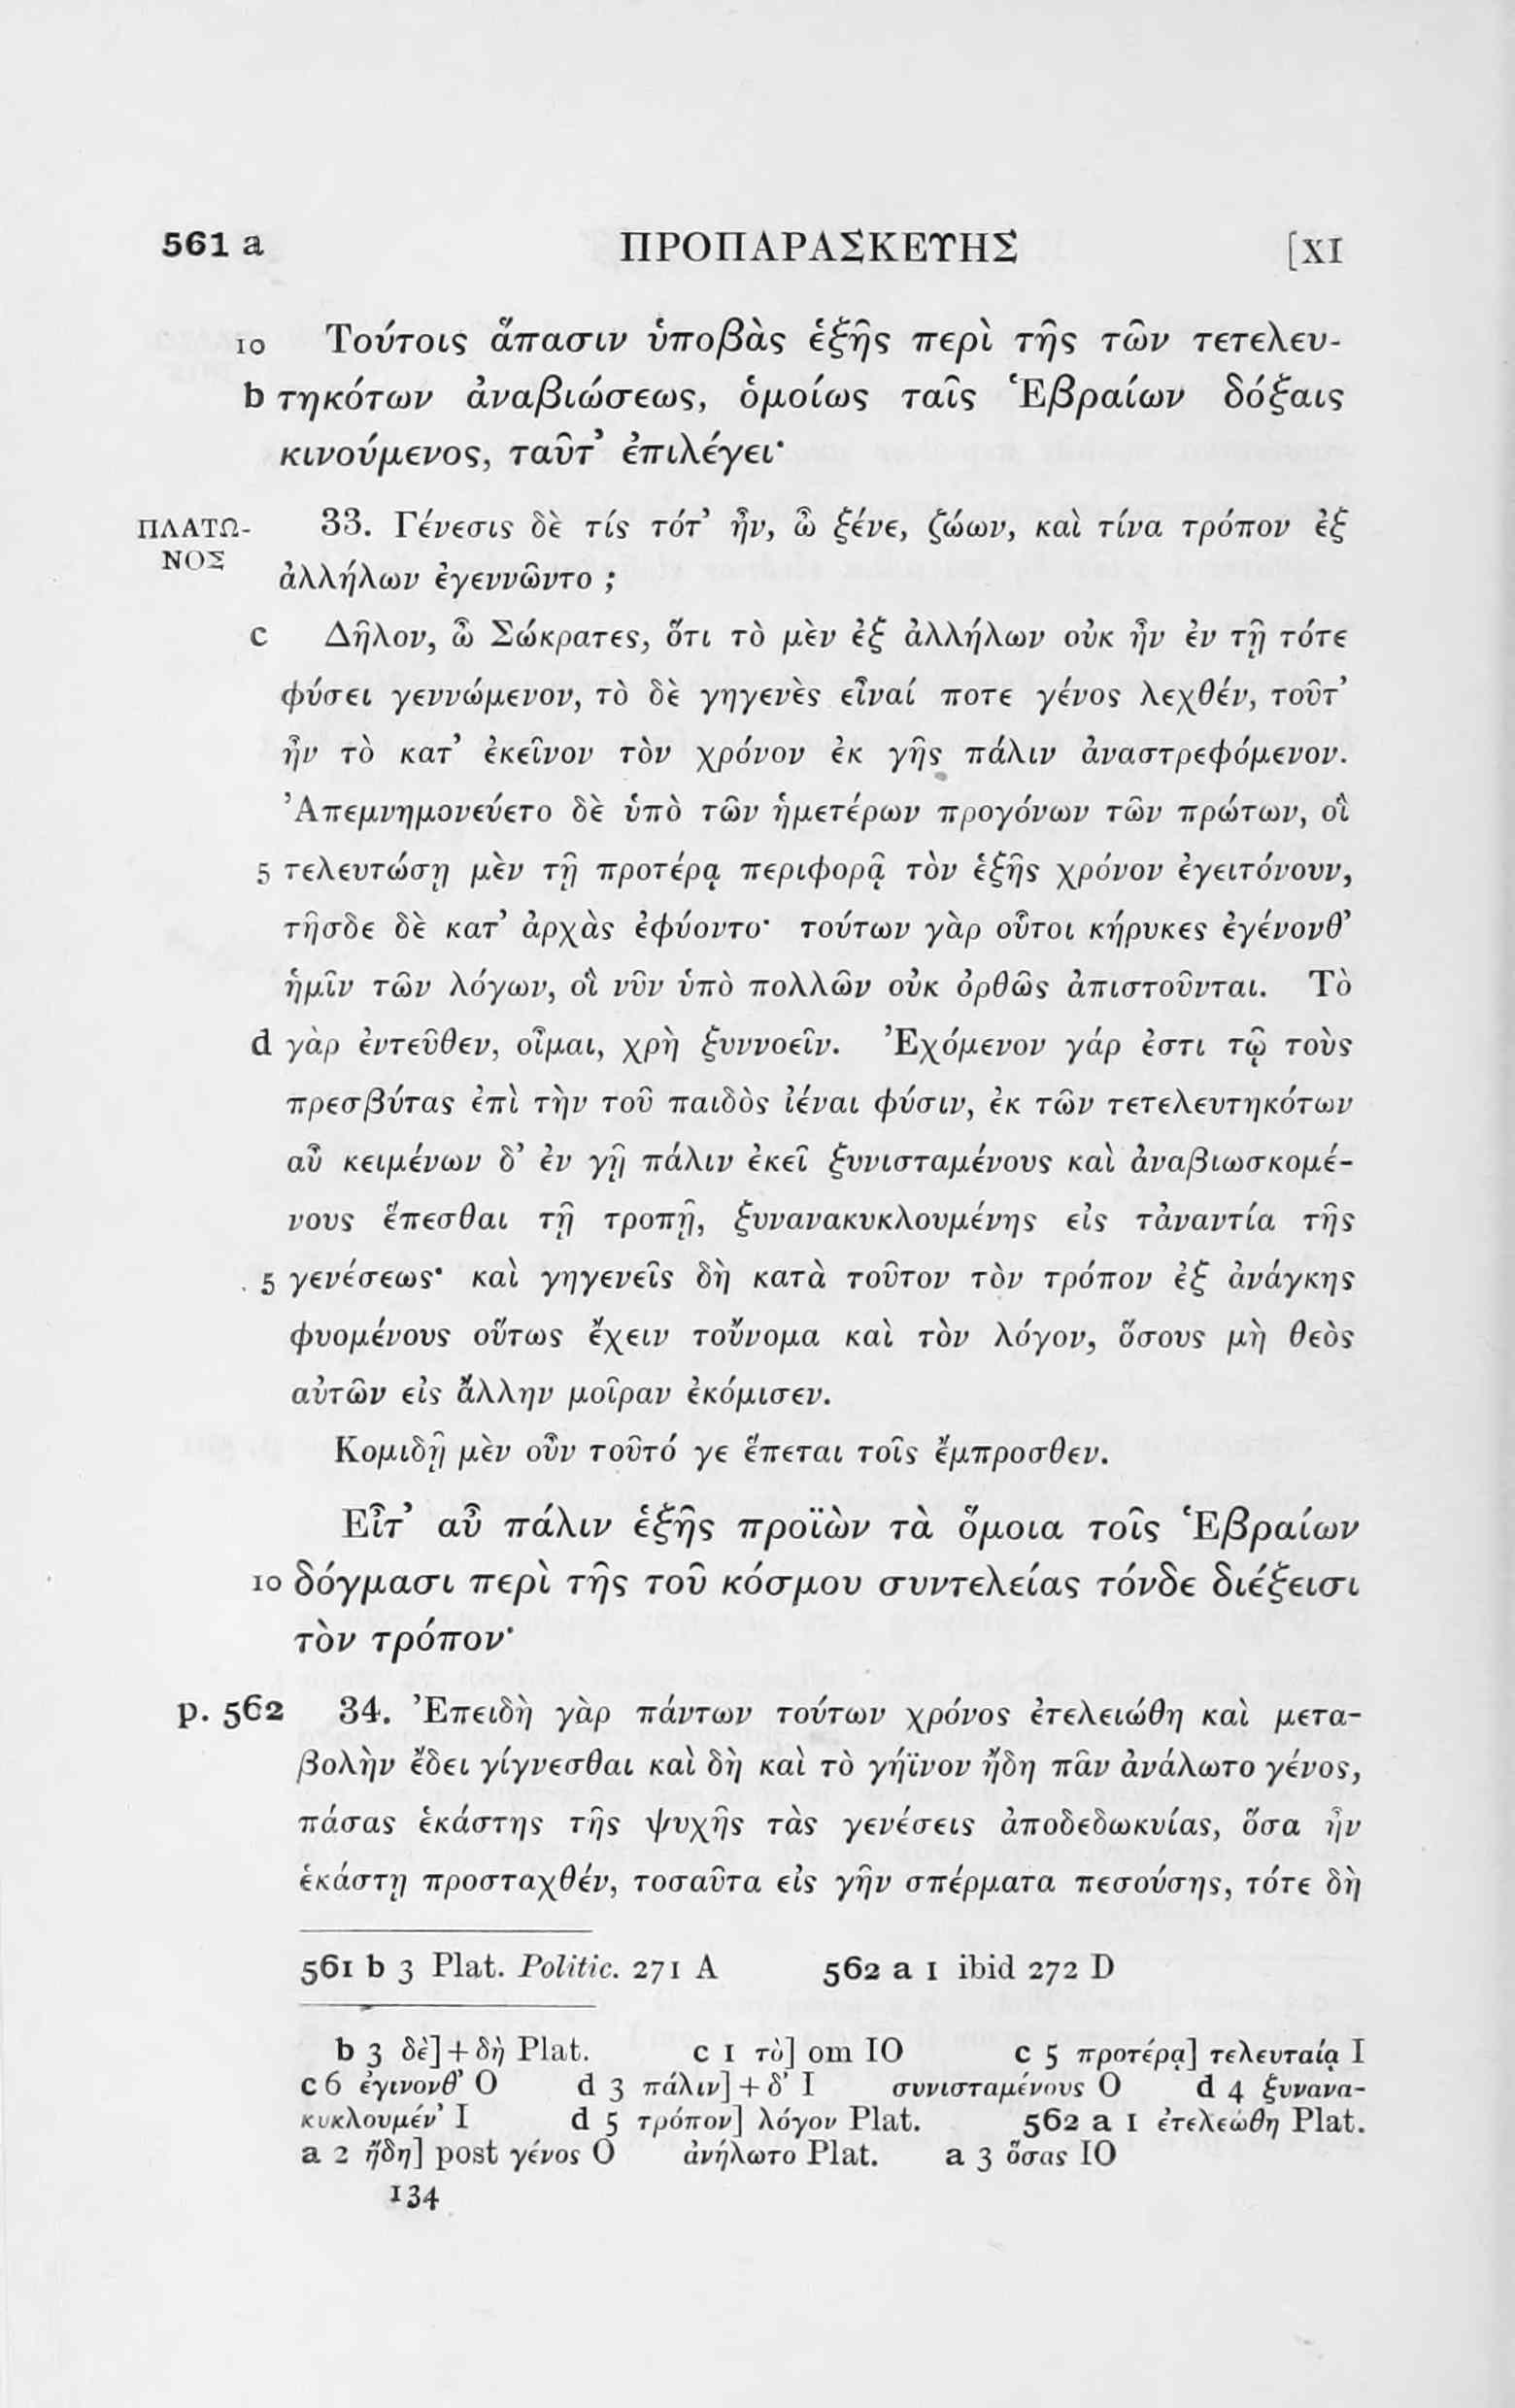 561 a ΠΡΟΠΑΡΑΣΚΕΥΗΣ [XI
10 Τούτοις ἅπασιν ὑποβὰς ἑξῆς περὶ τῆς τῶν τετελευ-
b τηκότων ἀναβιώσεως, ὁμοίως ταῖς Ἑβραίων δόξαις
κινούμενος, ταῦτ’ ἐπιλέγει·
ΠΛΑΤΩ- 33. Γένεσις δὲ τίς τότ’ ἦν, ὦ ξένε, ζώων, καὶ τίνα τρόπον ἐξ
ΝΟΣ ἀλλήλων ἐγεννῶντο ;
c Δῆλον, ὦ Σώκρατες, ὅτι τὸ μὲν ἐξ ἀλλήλων οὐκ ἦν ἐν τῇ τότε
φύσει γεννώμενον, τὸ δὲ γηγενὲς εἶναί ποτε γένος λεχθέν, τοῦτ’
ἦν τὸ κατ’ ἐκεῖνον τὸν χρόνον ἐκ γῆς πάλιν ἀναστρεφόμενον.
Ἀπεμνημονεύετο δὲ ὑπὸ τῶν ἡμετέρων προγόνων τῶν πρώτων, οἳ
5 τελευτώσῃ μὲν τῇ προτέρᾳ περιφορᾷ τὸν ἑξῆς χρόνον ἐγειτόνουν,
τῆσδε δὲ κατ’ ἀρχὰς ἐφύοντο· τούτων γὰρ οὗτοι κήρυκες ἐγένονθ’
ἡμῖν τῶν λόγων, οἳ νῦν ὑπὸ πολλῶν οὐκ ὀρθῶς ἀπιστοῦνται. Τὸ
d γὰρ ἐντεῦθεν, οἶμαι, χρὴ ξυννοεῖν. Ἐχόμενον γάρ ἐστι τῷ τοὺς
πρεσβύτας ἐπὶ τὴν τοῦ παιδὸς ἰέναι φύσιν, ἐκ τῶν τετελευτηκότων
αὖ κειμένων δ’ ἐν γῇ πάλιν ἐκεῖ ξυνισταμένους καὶ ἀναβιωσκομέ-
νους ἕπεσθαι τῇ τροπῇ, ξυνανακυκλουμένης εἰς τἀναντία τῆς
5 γενέσεως· καὶ γηγενεῖς δὴ κατὰ τοῦτον τὸν τρόπον ἐξ ἀνάγκης
φυομένους οὕτως ἔχειν τοὔνομα καὶ τὸν λόγον, ὅσους μὴ θεὸς
αὐτῶν εἰς ἄλλην μοῖραν ἐκόμισεν.
Κομιδῇ μὲν οὖν τοῦτό γε ἕπεται τοῖς ἔμπροσθεν.
Εἶτ’ αὖ πάλιν ἑξῆς προϊὼν τὰ ὅμοια τοῖς Ἑβραίων
10 δόγμασι περὶ τῆς τοῦ κόσμου συντελείας τόνδε διέξεισι
τὸν τρόπον·
p. 562 34. Ἐπειδὴ γὰρ πάντων τούτων χρόνος ἐτελειώθη καὶ μετα-
βολὴν ἔδει γίγνεσθαι καὶ δὴ καὶ τὸ γήϊνον ἤδη πᾶν ἀνάλωτο γένος,
πάσας ἑκάστης τῆς ψυχῆς τὰς γενέσεις ἀποδεδωκυίας, ὅσα ἦν
ἑκάστῃ προσταχθέν, τοσαῦτα εἰς γῆν σπέρματα πεσούσης, τότε δὴ
561 b 3 Plat. Politic. 271 A 562 a 1 ibid 272 D
b 3 δὲ] + δὴ Plat. c 1 τὸ] om IO c 5 προτέρᾳ] τελευταίᾳ I
c 6 ἐγινονθ’ O d 3 πάλιν] + δ’ I συνισταμένους O d 4 ξυνανα-
κυκλουμέν’ I d 5 τρόπον] λόγον Plat. 562 a 1 ἐτελεώθη Plat.
a 2 ἤδη] post γένος O ἀνήλωτο Plat. a 3 ὅσας IO
134